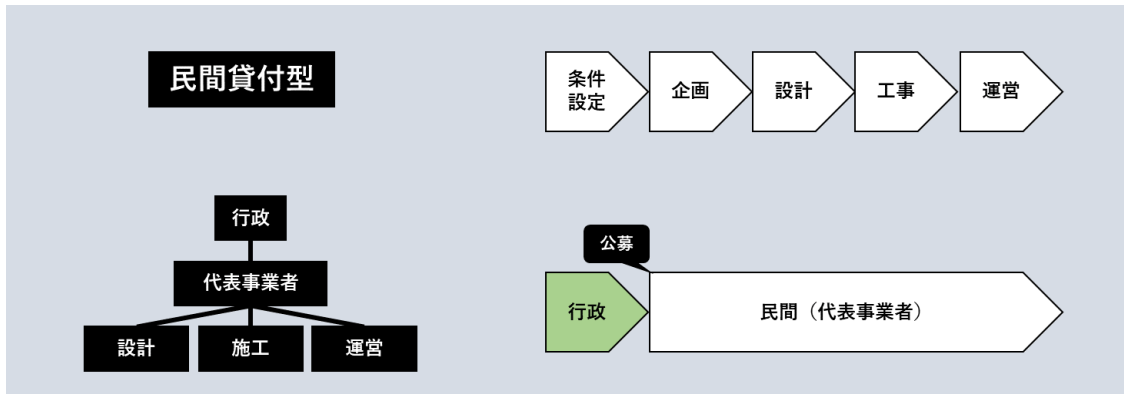 民間貸付型
条件
設定
企画
設計
工事
運営
行政
代表事業者
設計
施工
運営
公募
行政
民間（代表事業者）